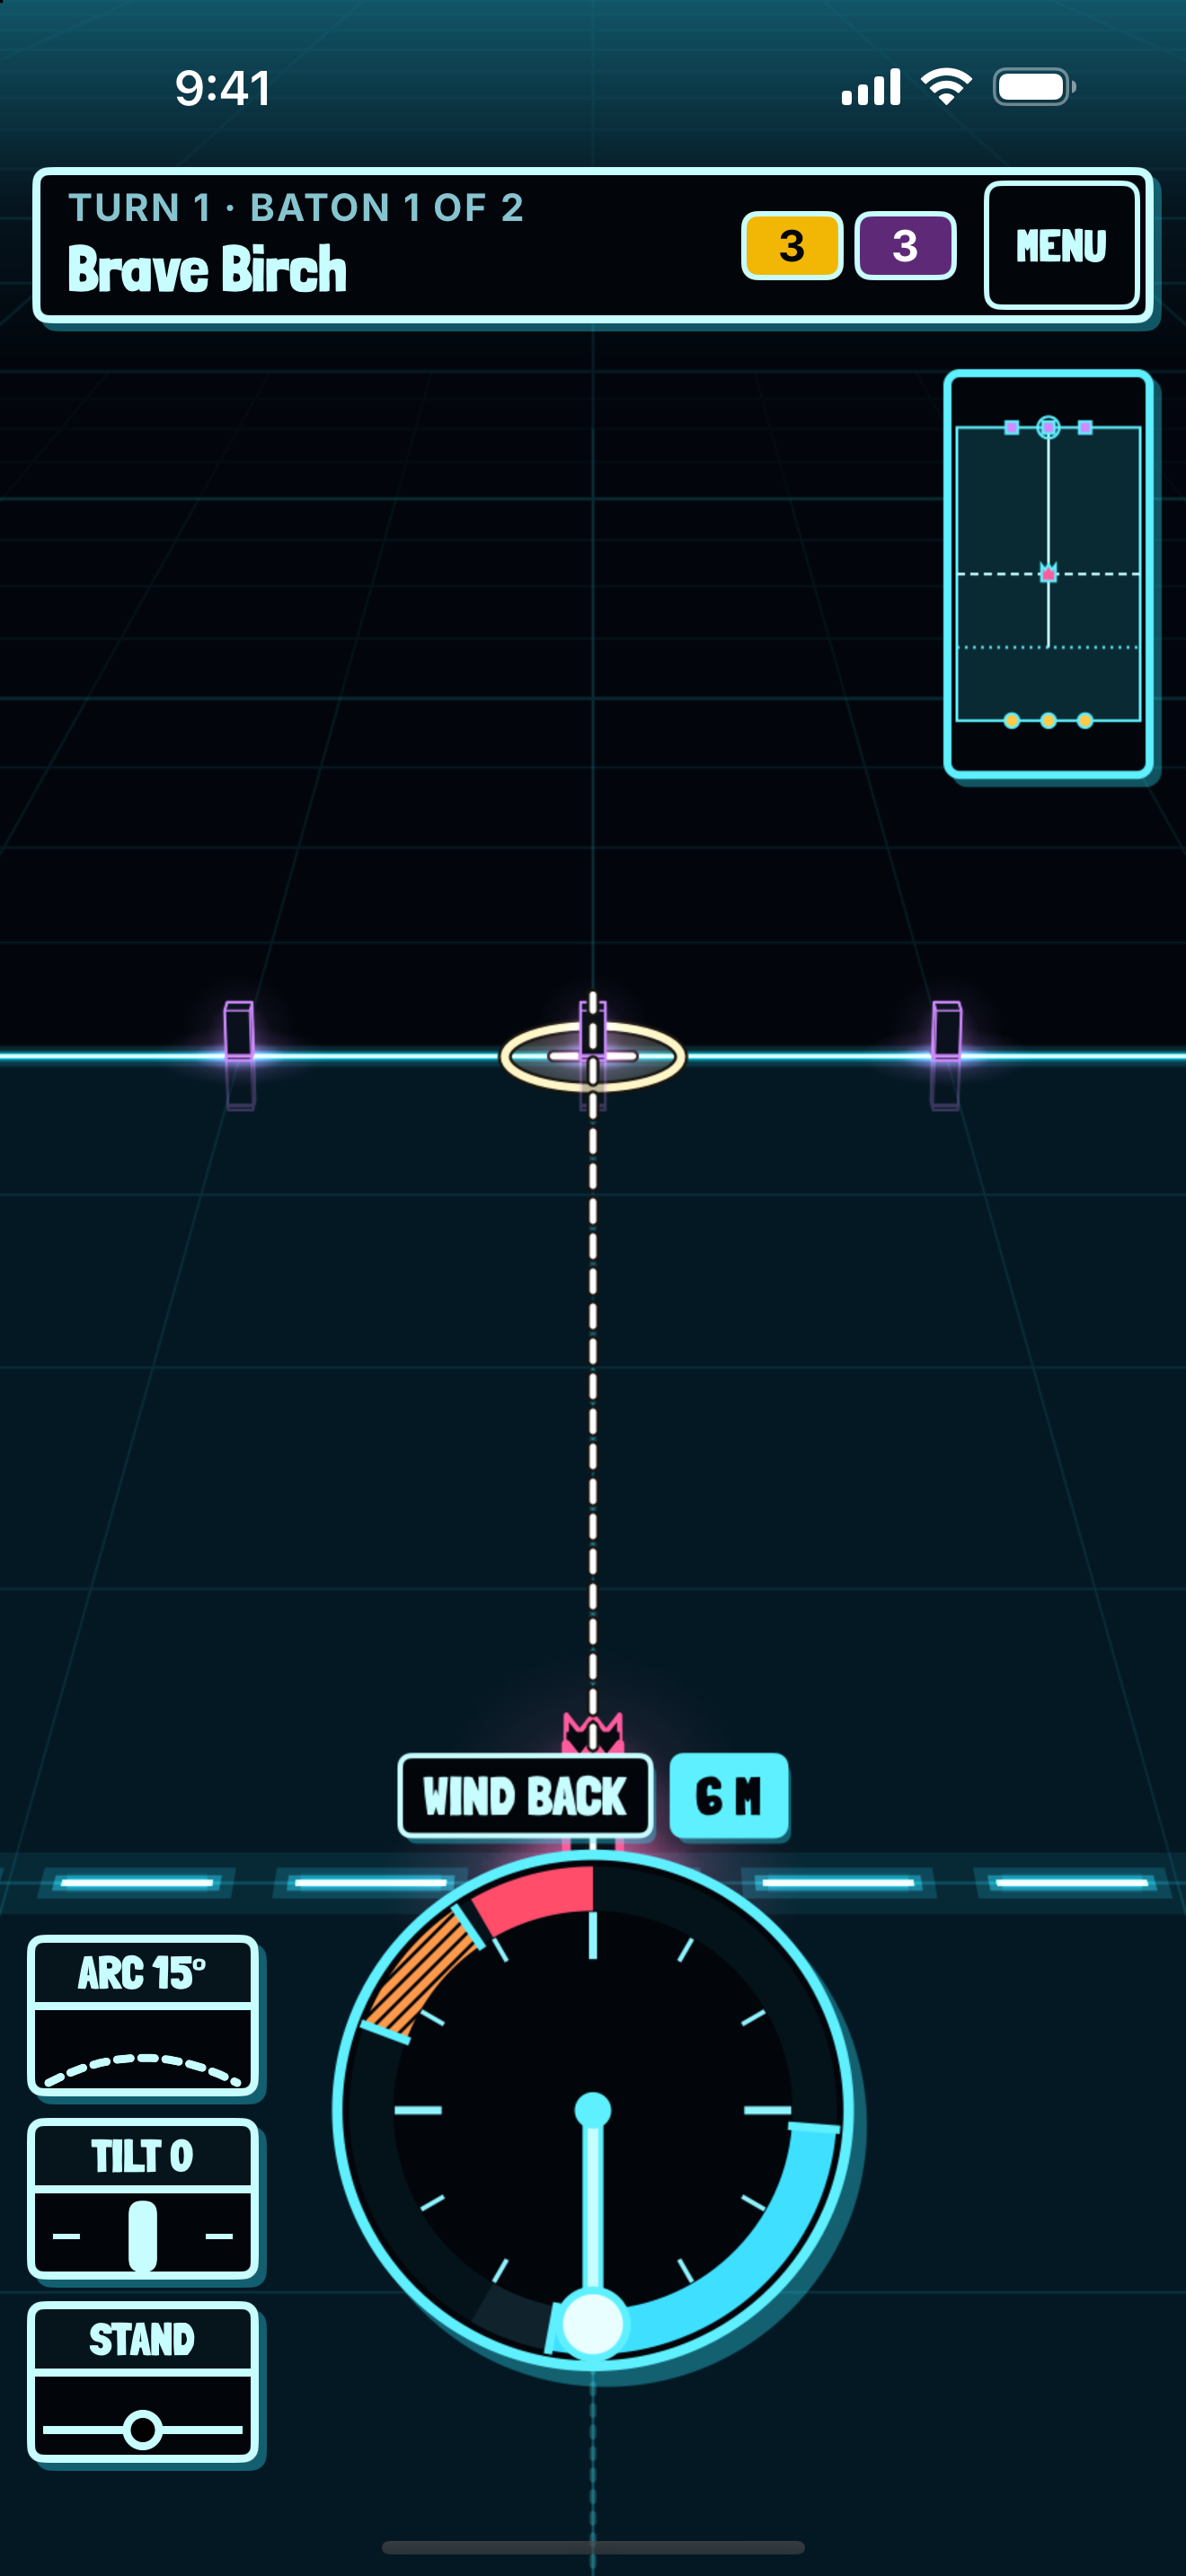 9:41
TURN 1 · BATON 1 OF 2
Brave Birch
3
3
MENU
WIND BACK
6 M
ARC 15°
TILT 0
STAND